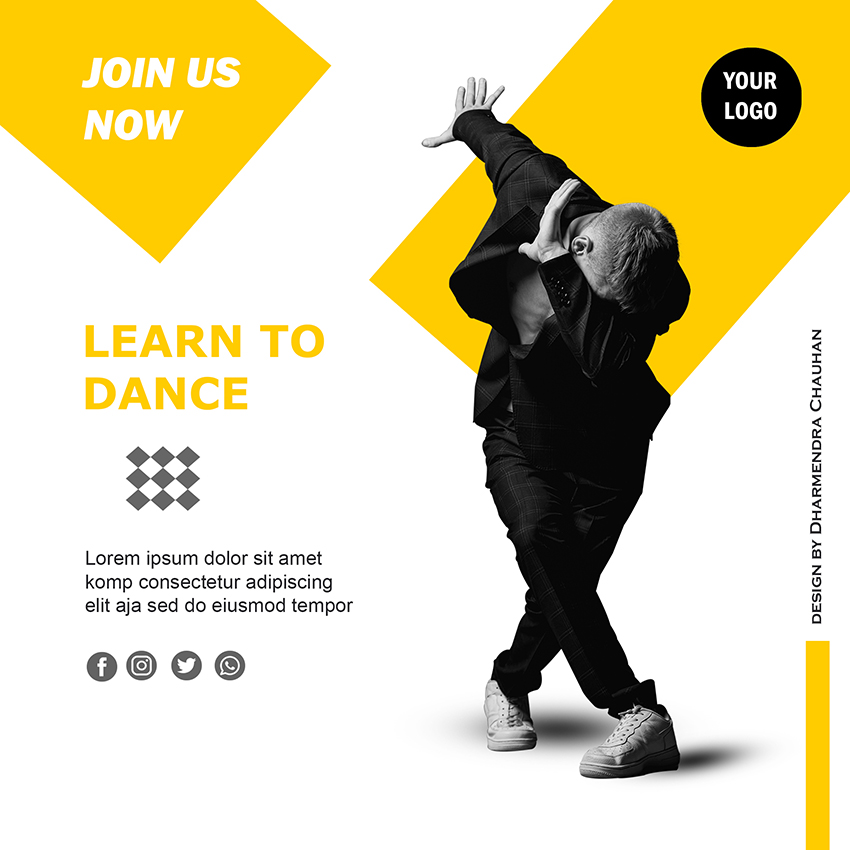 JOIN US
NOW
YOUR
LOGO
LEARN TO
DANCE
Lorem ipsum dolor sit amet
komp consectetur adipiscing
elit aja sed do eiusmod tempor
design by Dharmendra Chauhan